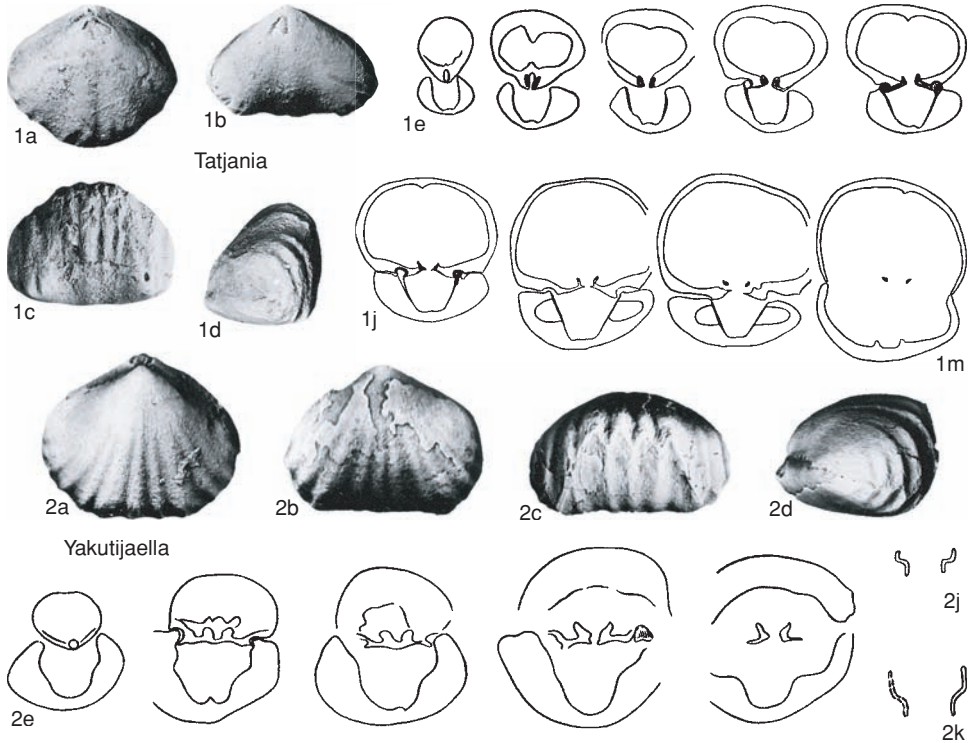 1a
1b
1e
Tatjania
1c
1d
1j
1m
2a
2b
2c
2d
Yakutijaella
2e
2j
2k